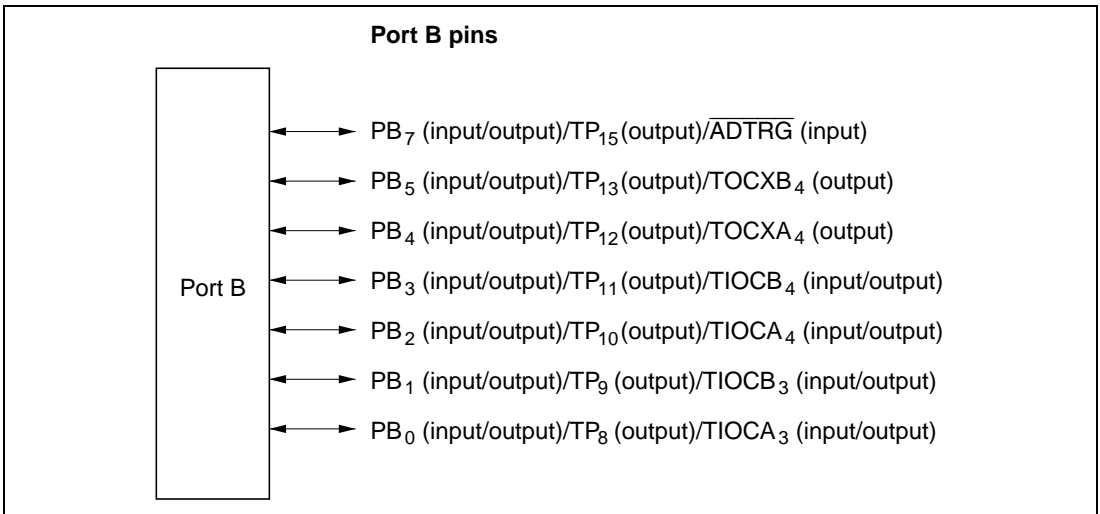 Port B pins
PB₇ (input/output)/TP₁₅(output)/A̅D̅T̅R̅G̅ (input)
PB₅ (input/output)/TP₁₃(output)/TOCXB₄ (output)
PB₄ (input/output)/TP₁₂(output)/TOCXA₄ (output)
Port B
PB₃ (input/output)/TP₁₁(output)/TIOCB₄ (input/output)
PB₂ (input/output)/TP₁₀(output)/TIOCA₄ (input/output)
PB₁ (input/output)/TP₉ (output)/TIOCB₃ (input/output)
PB₀ (input/output)/TP₈ (output)/TIOCA₃ (input/output)